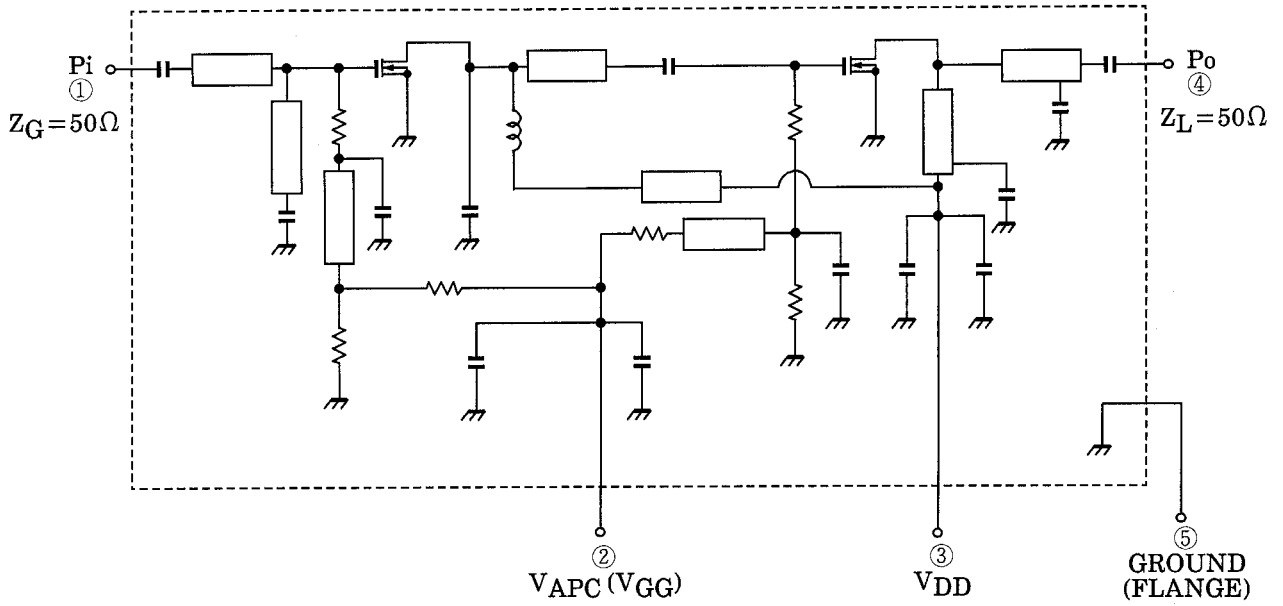 Pi
①
ZG=50Ω
Po
④
ZL=50Ω
②
VAPC (VGG)
③
VDD
⑤
GROUND
(FLANGE)